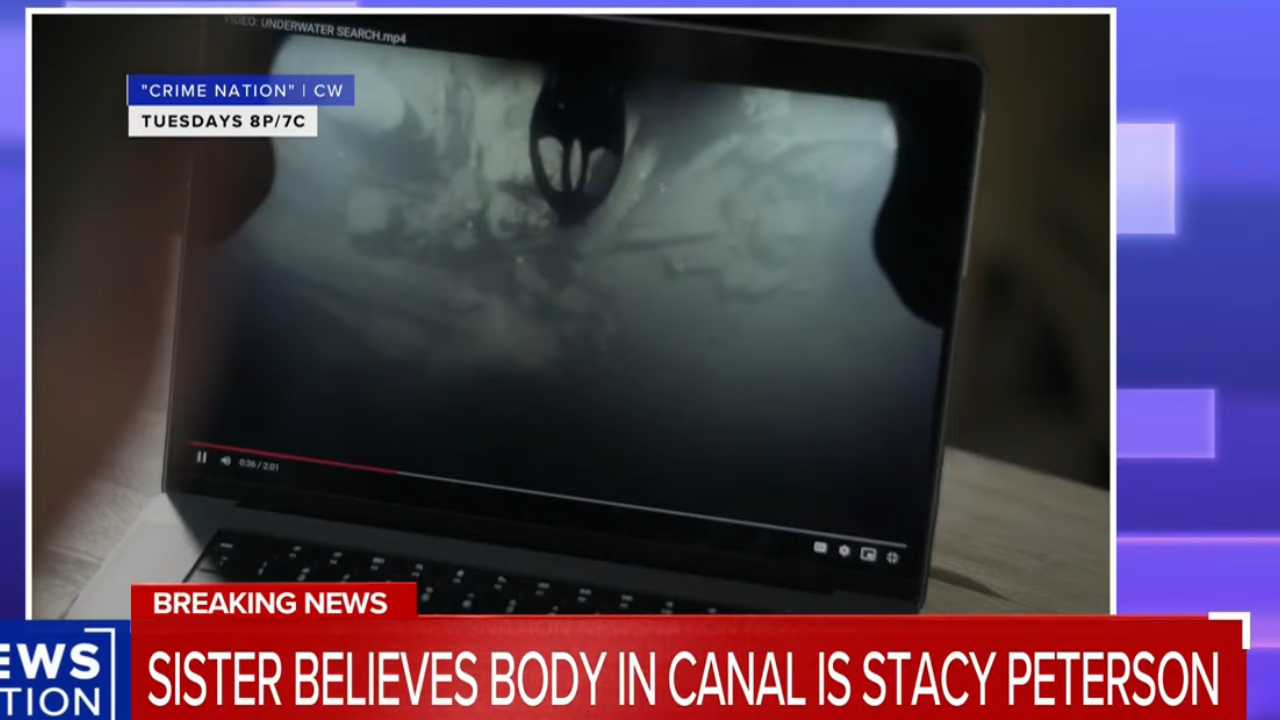 VIDEO: UNDERWATER SEARCH.mp4
"CRIME NATION" | CW
TUESDAYS 8P/7C
0:36 / 2:01
BREAKING NEWS
EWS
TION
SISTER BELIEVES BODY IN CANAL IS STACY PETERSON